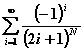 ∞
∑
i=1
(−1)^i / (2i+1)^N